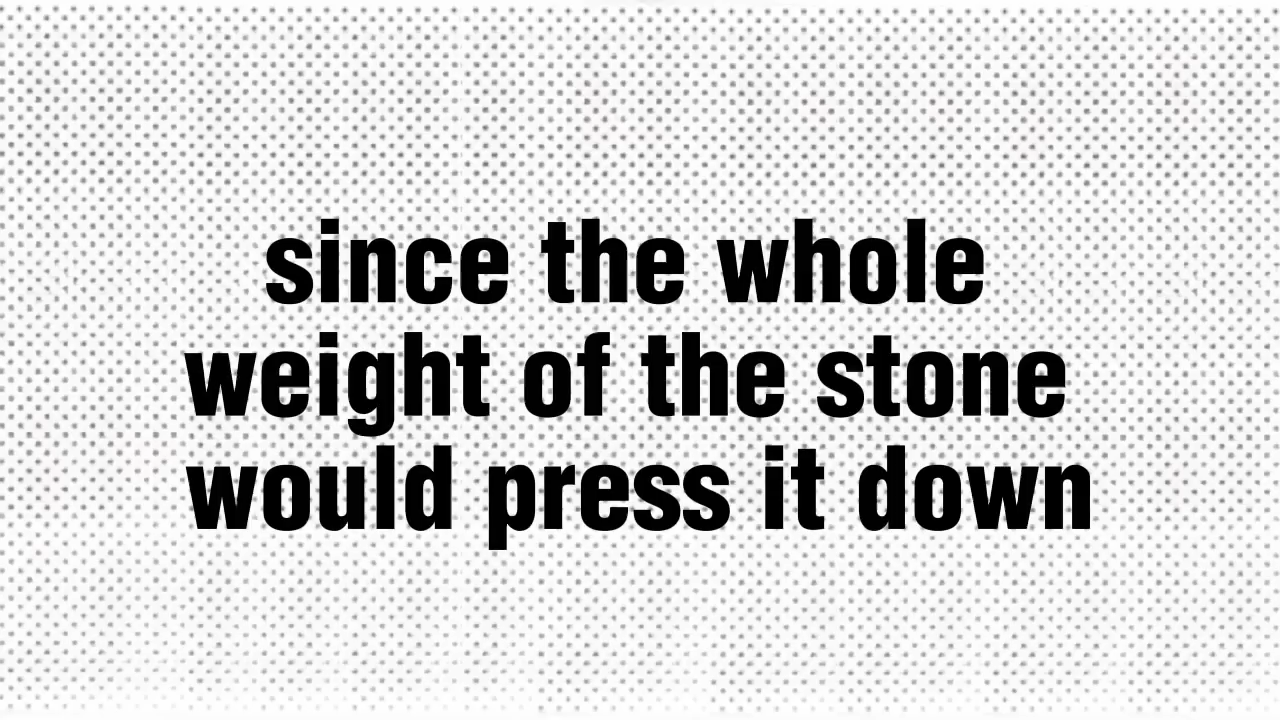 since the whole
weight of the stone
would press it down